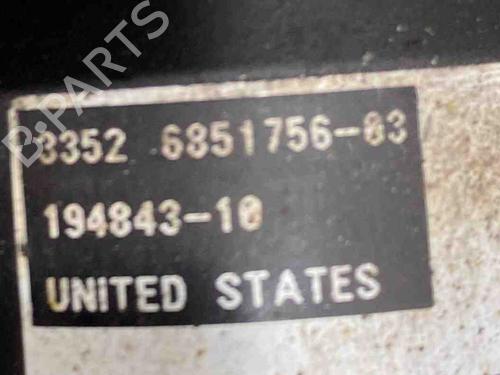 B-PARTS
3352 6851756-03
194843-10
UNITED STATES